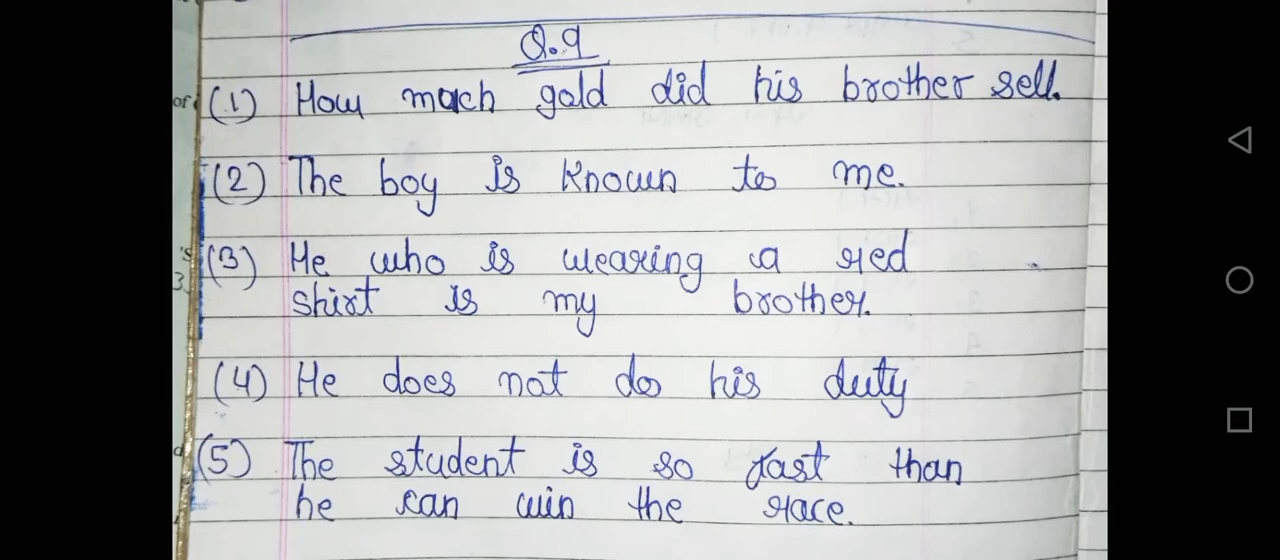 Q.9
(1) How much gold did his brother sell.
(2) The boy is known to me.
(3) He who is wearing a red
shirt is my brother.
(4) He does not do his duty
(5) The student is so fast than
he can win the race.